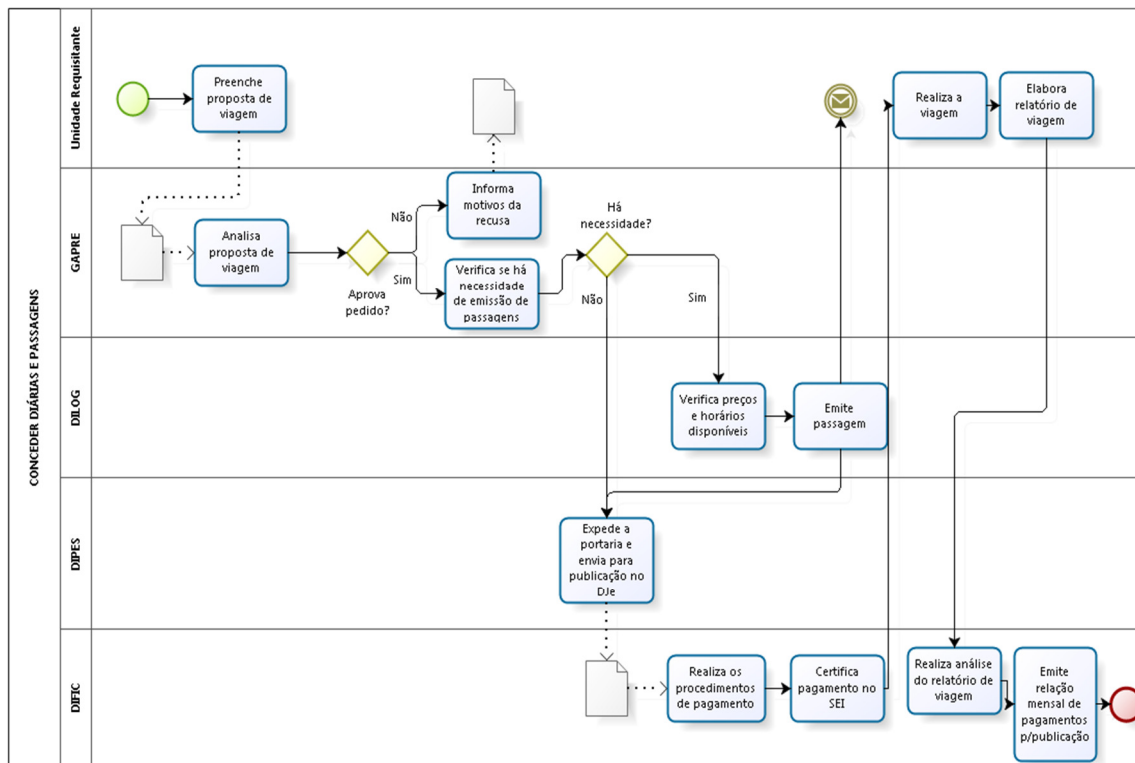 CONCEDER DIÁRIAS E PASSAGENS
Unidade Requisitante
Preenche
proposta de
viagem
Realiza a
viagem
Elabora
relatório de
viagem
GAPRE
Analisa
proposta de
viagem
Aprova
pedido?
Não
Sim
Informa
motivos da
recusa
Verifica se há
necessidade
de emissão de
passagens
Há
necessidade?
Não
Sim
DILOG
Verifica preços
e horários
disponíveis
Emite
passagem
DIPES
Expede a
portaria e
envia para
publicação no
DJe
DIFIC
Realiza os
procedimentos
de pagamento
Certifica
pagamento no
SEI
Realiza análise
do relatório de
viagem
Emite
relação
mensal de
pagamentos
p/publicação